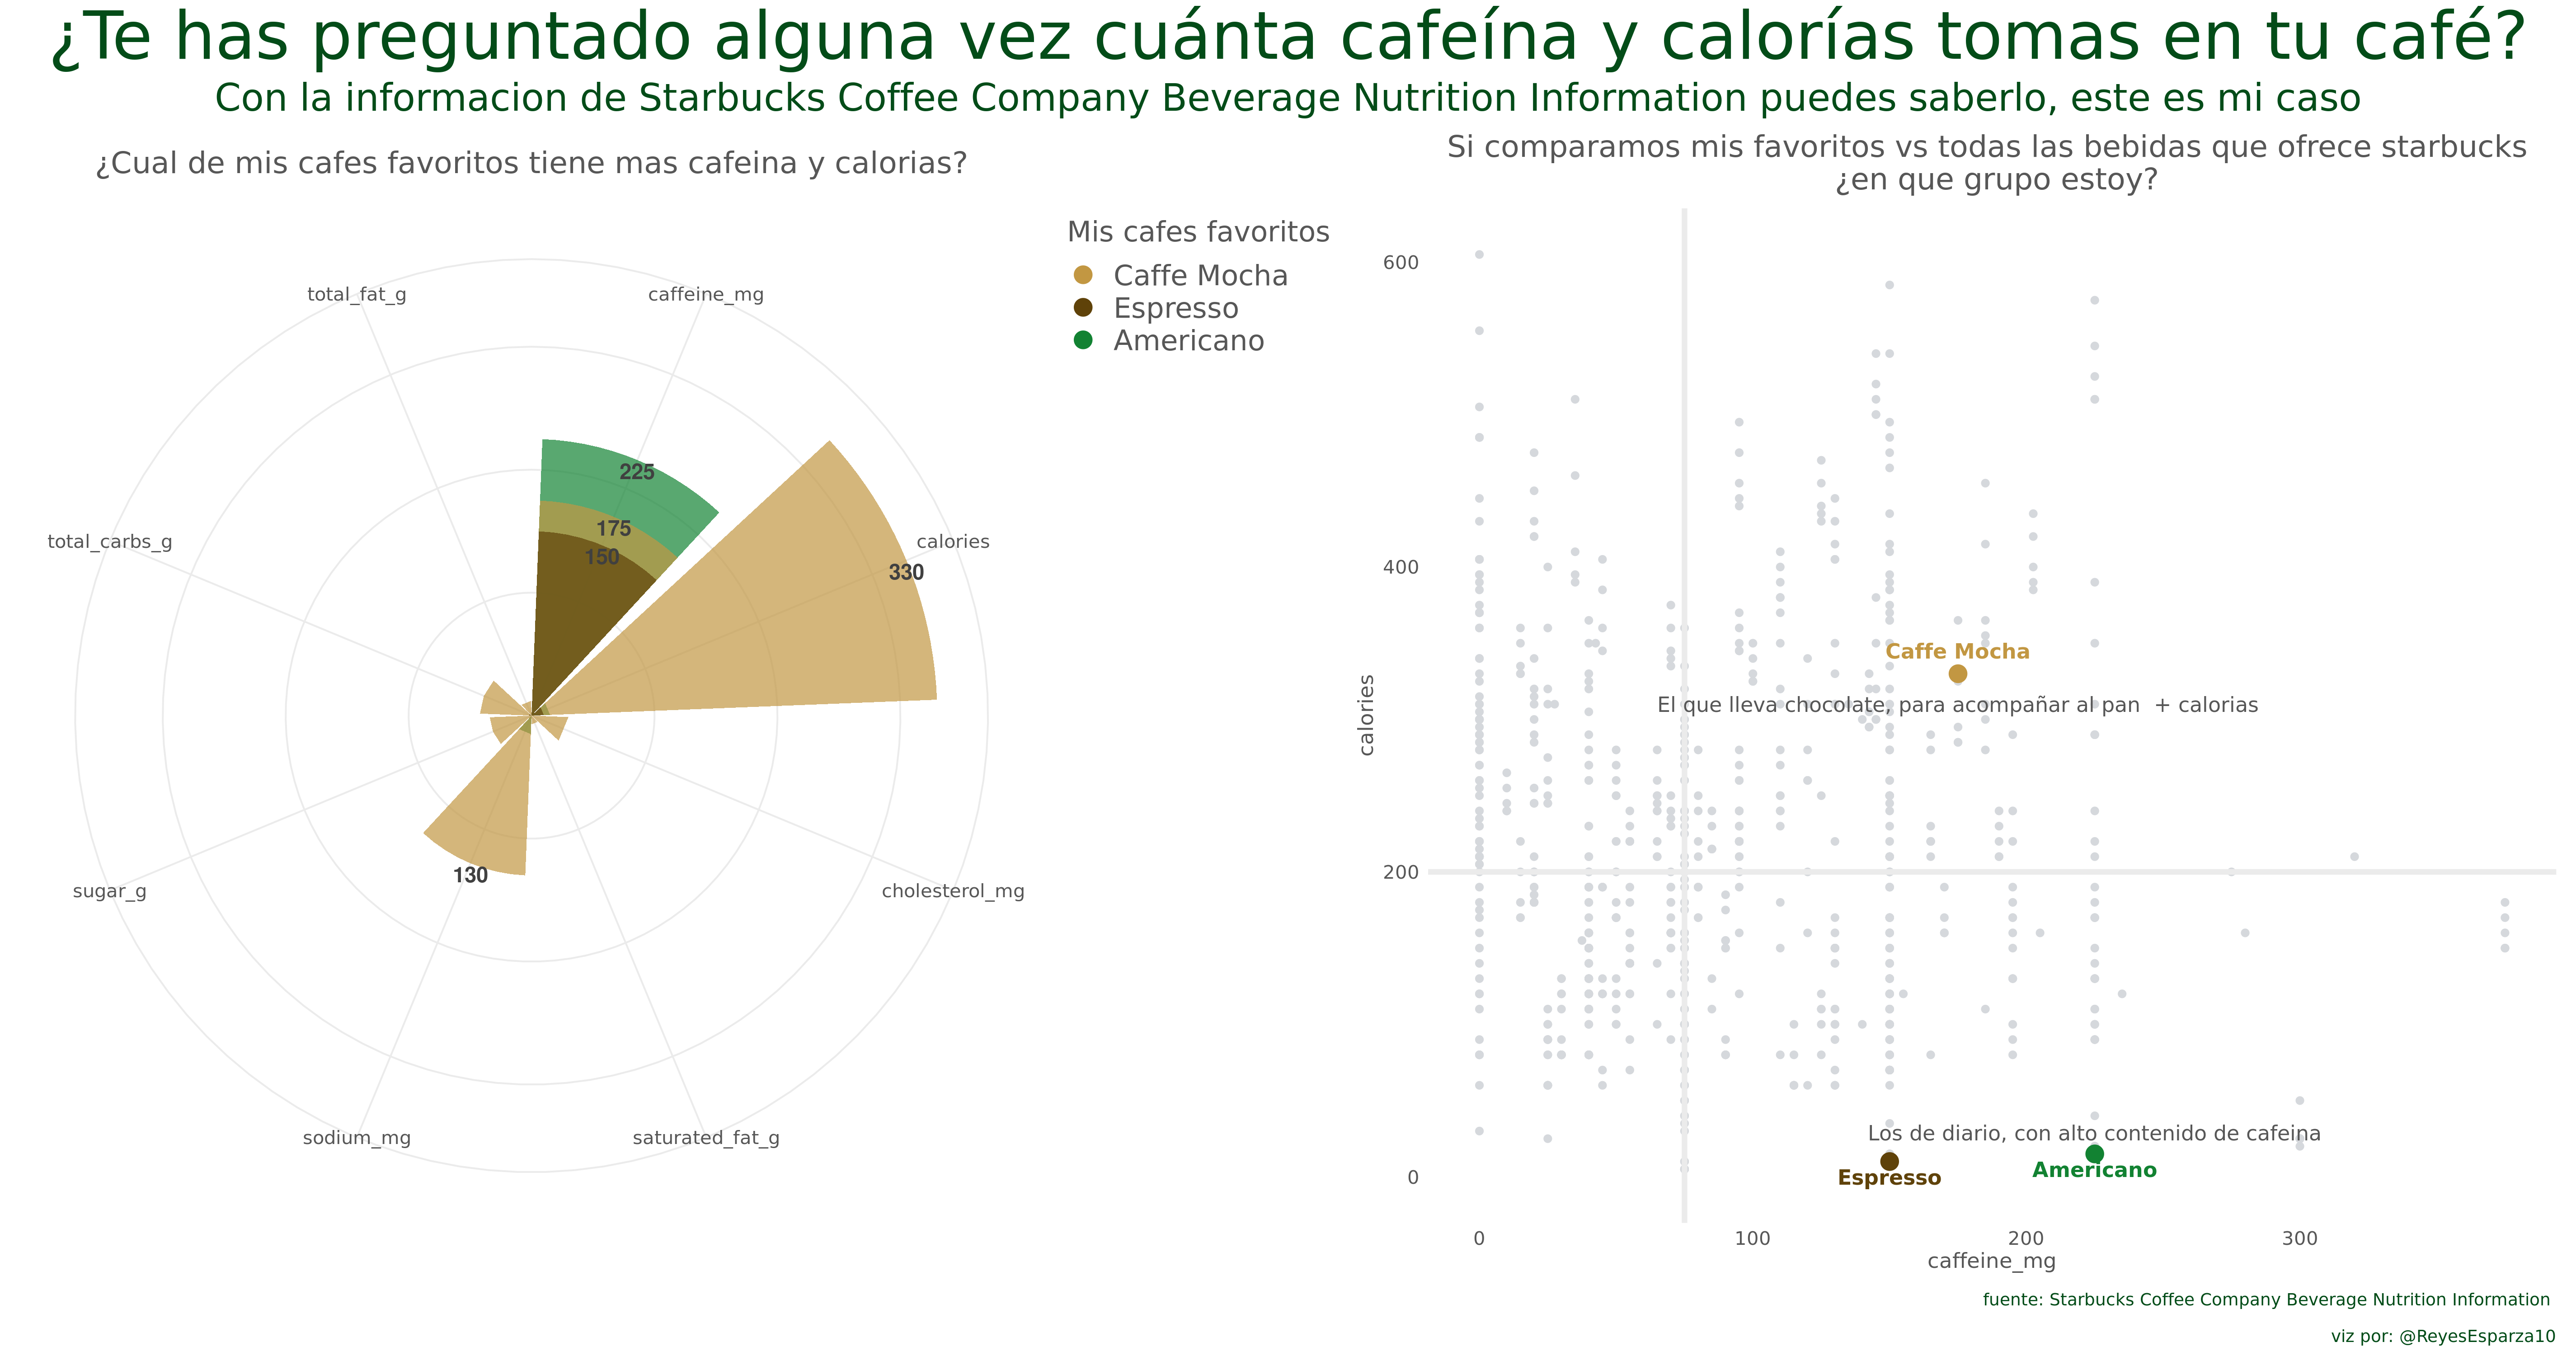 ¿Te has preguntado alguna vez cuánta cafeína y calorías tomas en tu café?
Con la informacion de Starbucks Coffee Company Beverage Nutrition Information puedes saberlo, este es mi caso
¿Cual de mis cafes favoritos tiene mas cafeina y calorias?
total_fat_g
caffeine_mg
225
175
150
total_carbs_g
calories
330
130
sugar_g
cholesterol_mg
sodium_mg
saturated_fat_g
Mis cafes favoritos
Caffe Mocha
Espresso
Americano
Si comparamos mis favoritos vs todas las bebidas que ofrece starbucks
¿en que grupo estoy?
600
400
200
0
calories
Caffe Mocha
El que lleva chocolate, para acompañar al pan  + calorias
Los de diario, con alto contenido de cafeina
Espresso
Americano
0
100
200
300
caffeine_mg
fuente: Starbucks Coffee Company Beverage Nutrition Information
viz por: @ReyesEsparza10